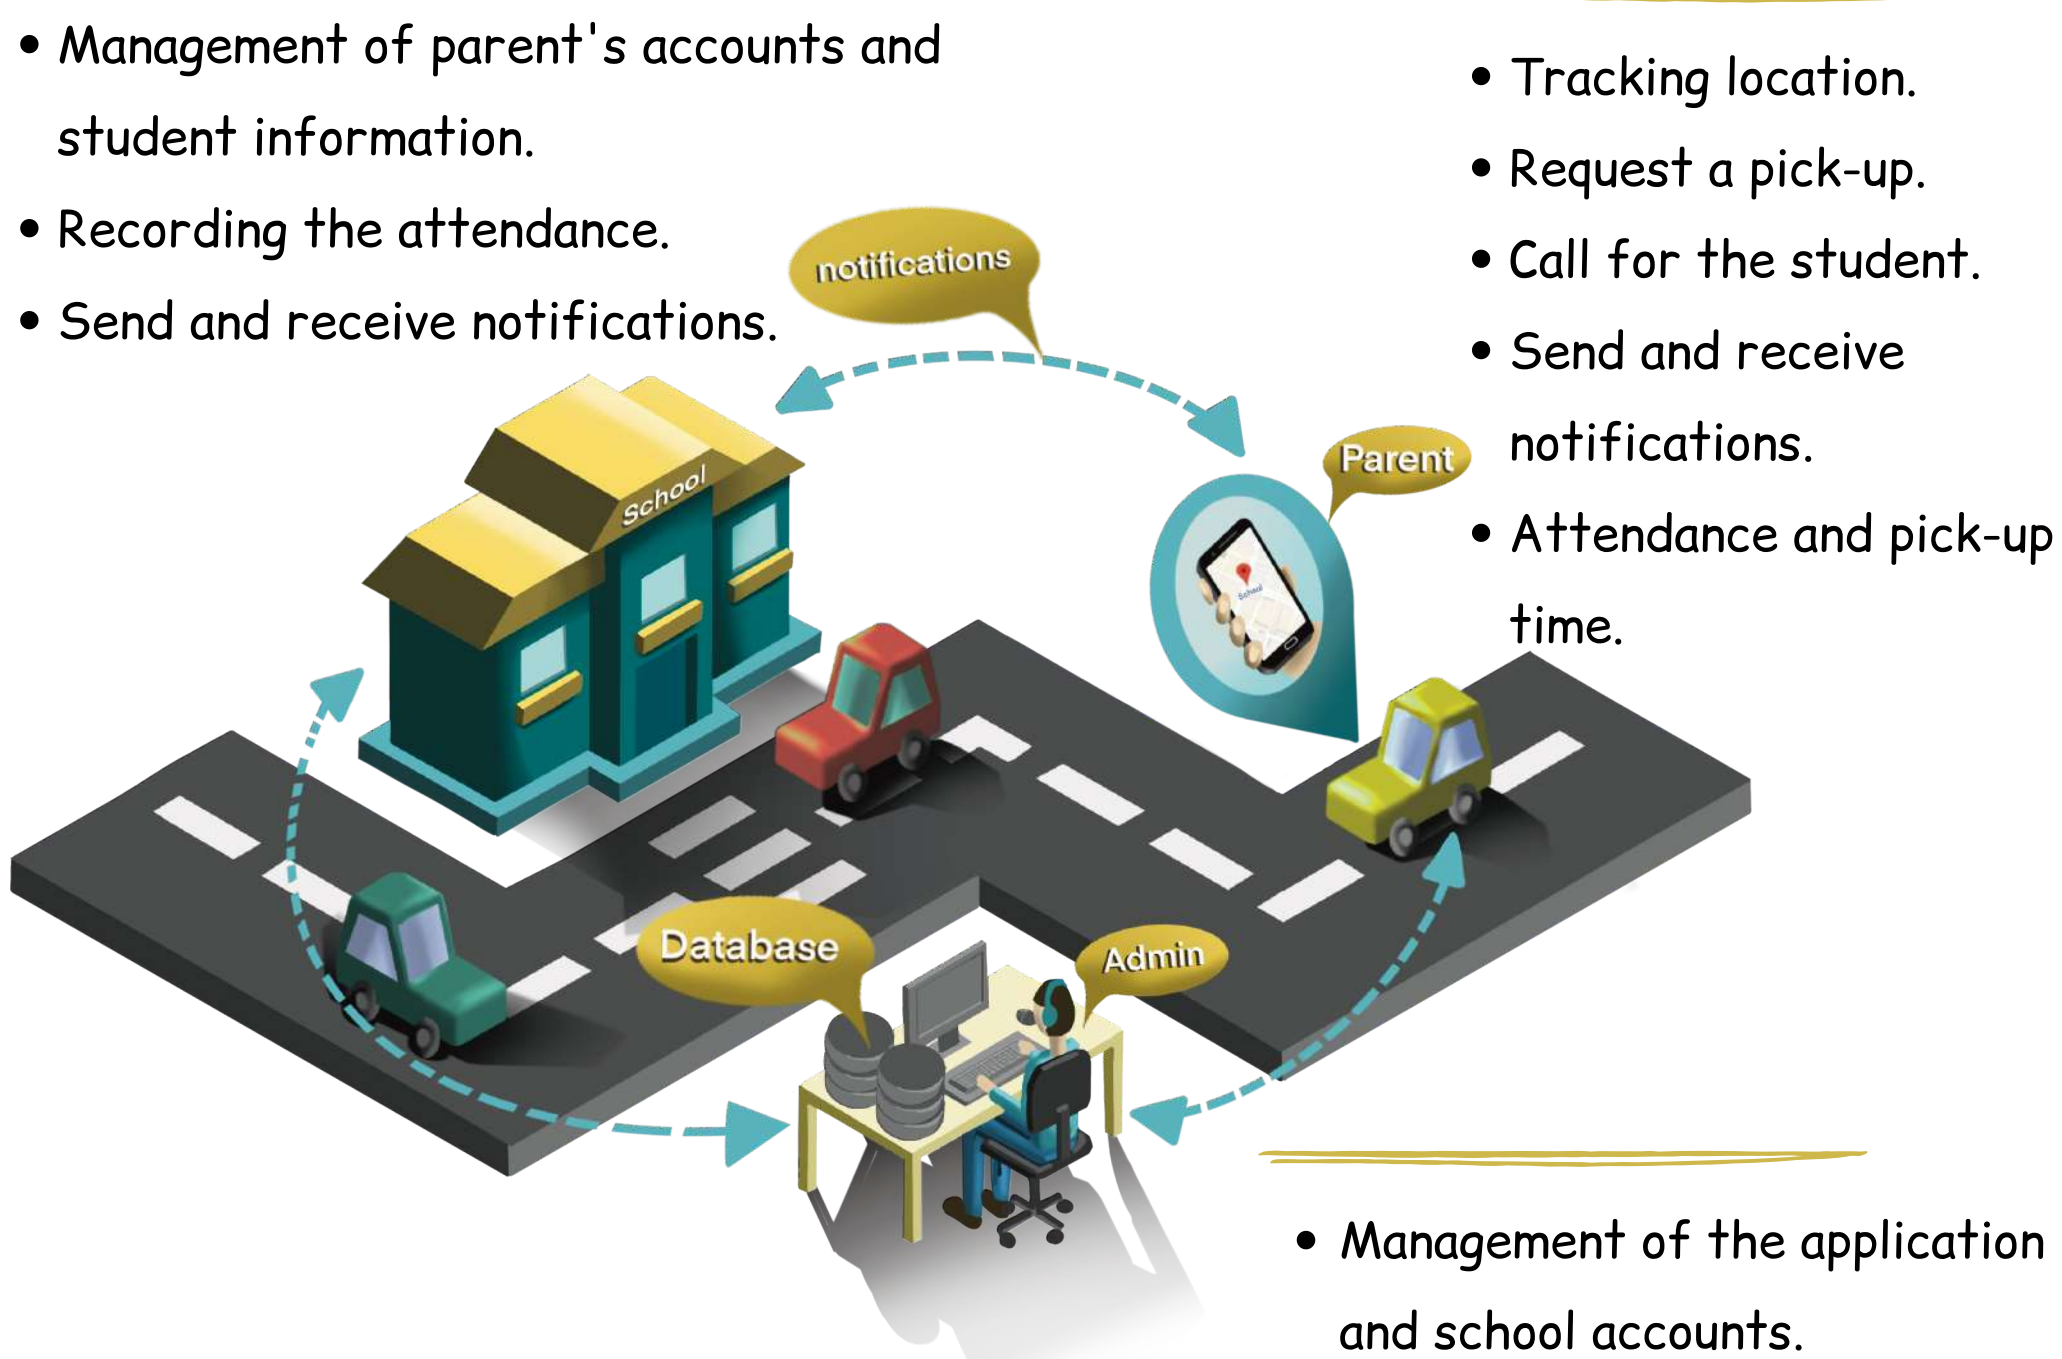 • Management of parent's accounts and
student information.
• Recording the attendance.
• Send and receive notifications.
• Tracking location.
• Request a pick-up.
• Call for the student.
• Send and receive
notifications.
• Attendance and pick-up
time.
notifications
Parent
School
School
Database
Admin
• Management of the application
and school accounts.